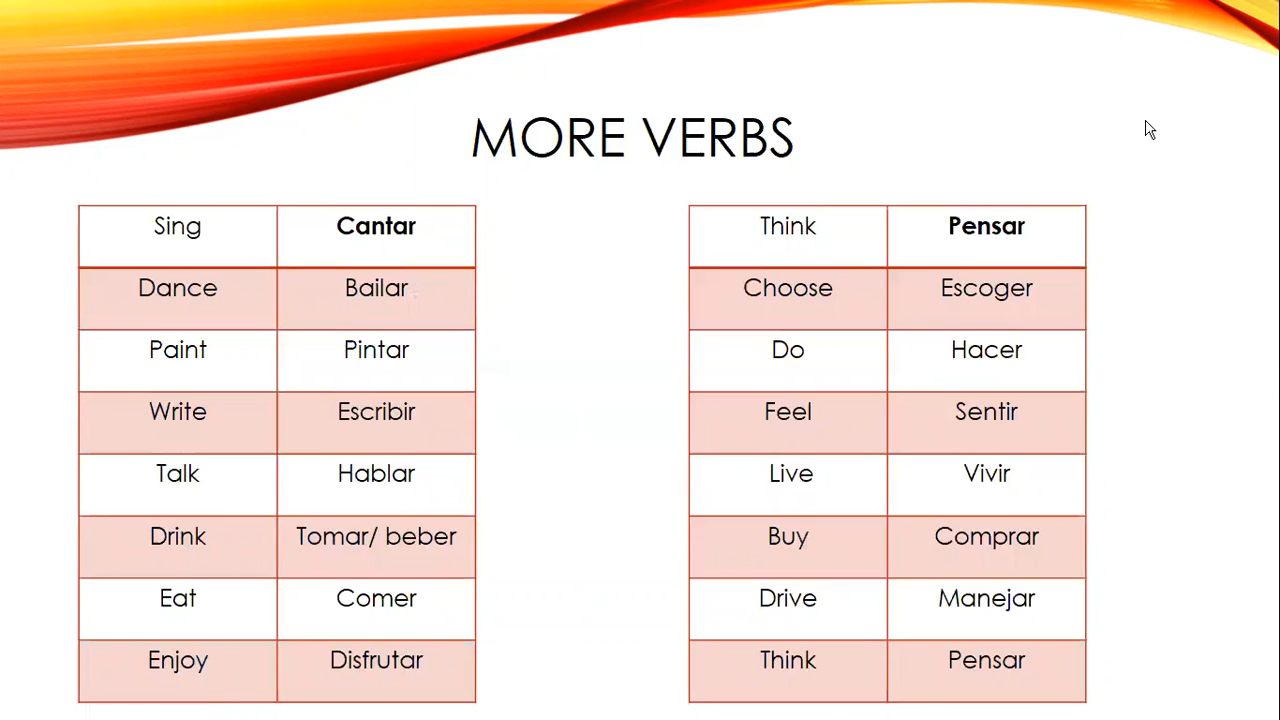 MORE VERBS
Sing Cantar
Dance Bailar
Paint Pintar
Write Escribir
Talk Hablar
Drink Tomar/ beber
Eat Comer
Enjoy Disfrutar
Think Pensar
Choose Escoger
Do Hacer
Feel Sentir
Live Vivir
Buy Comprar
Drive Manejar
Think Pensar